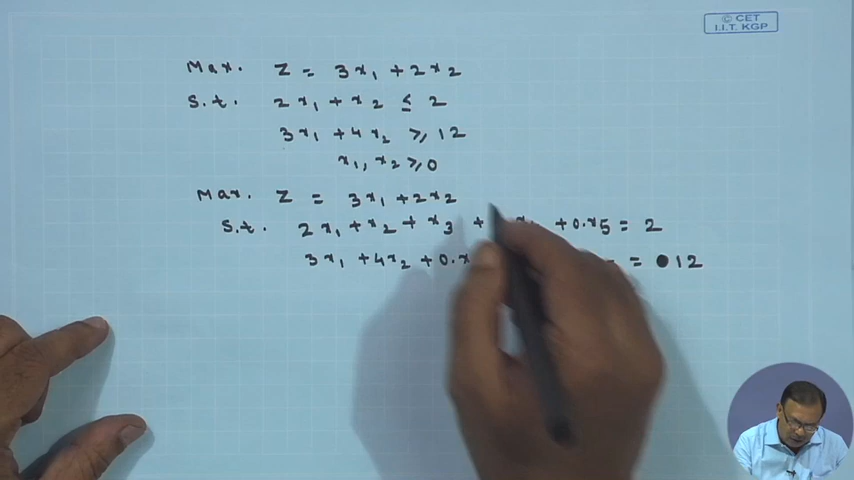 © CET
I.I.T. KGP
Max. Z = 3x₁ + 2x₂
S.t. 2x₁ + x₂ ≤ 2
3x₁ + 4x₂ ≥ 12
x₁, x₂ ≥ 0
Max. Z = 3x₁ + 2x₂
S.t. 2x₁ + x₂ + x₃ + + 0.x₅ = 2
3x₁ + 4x₂ + 0.x = 12